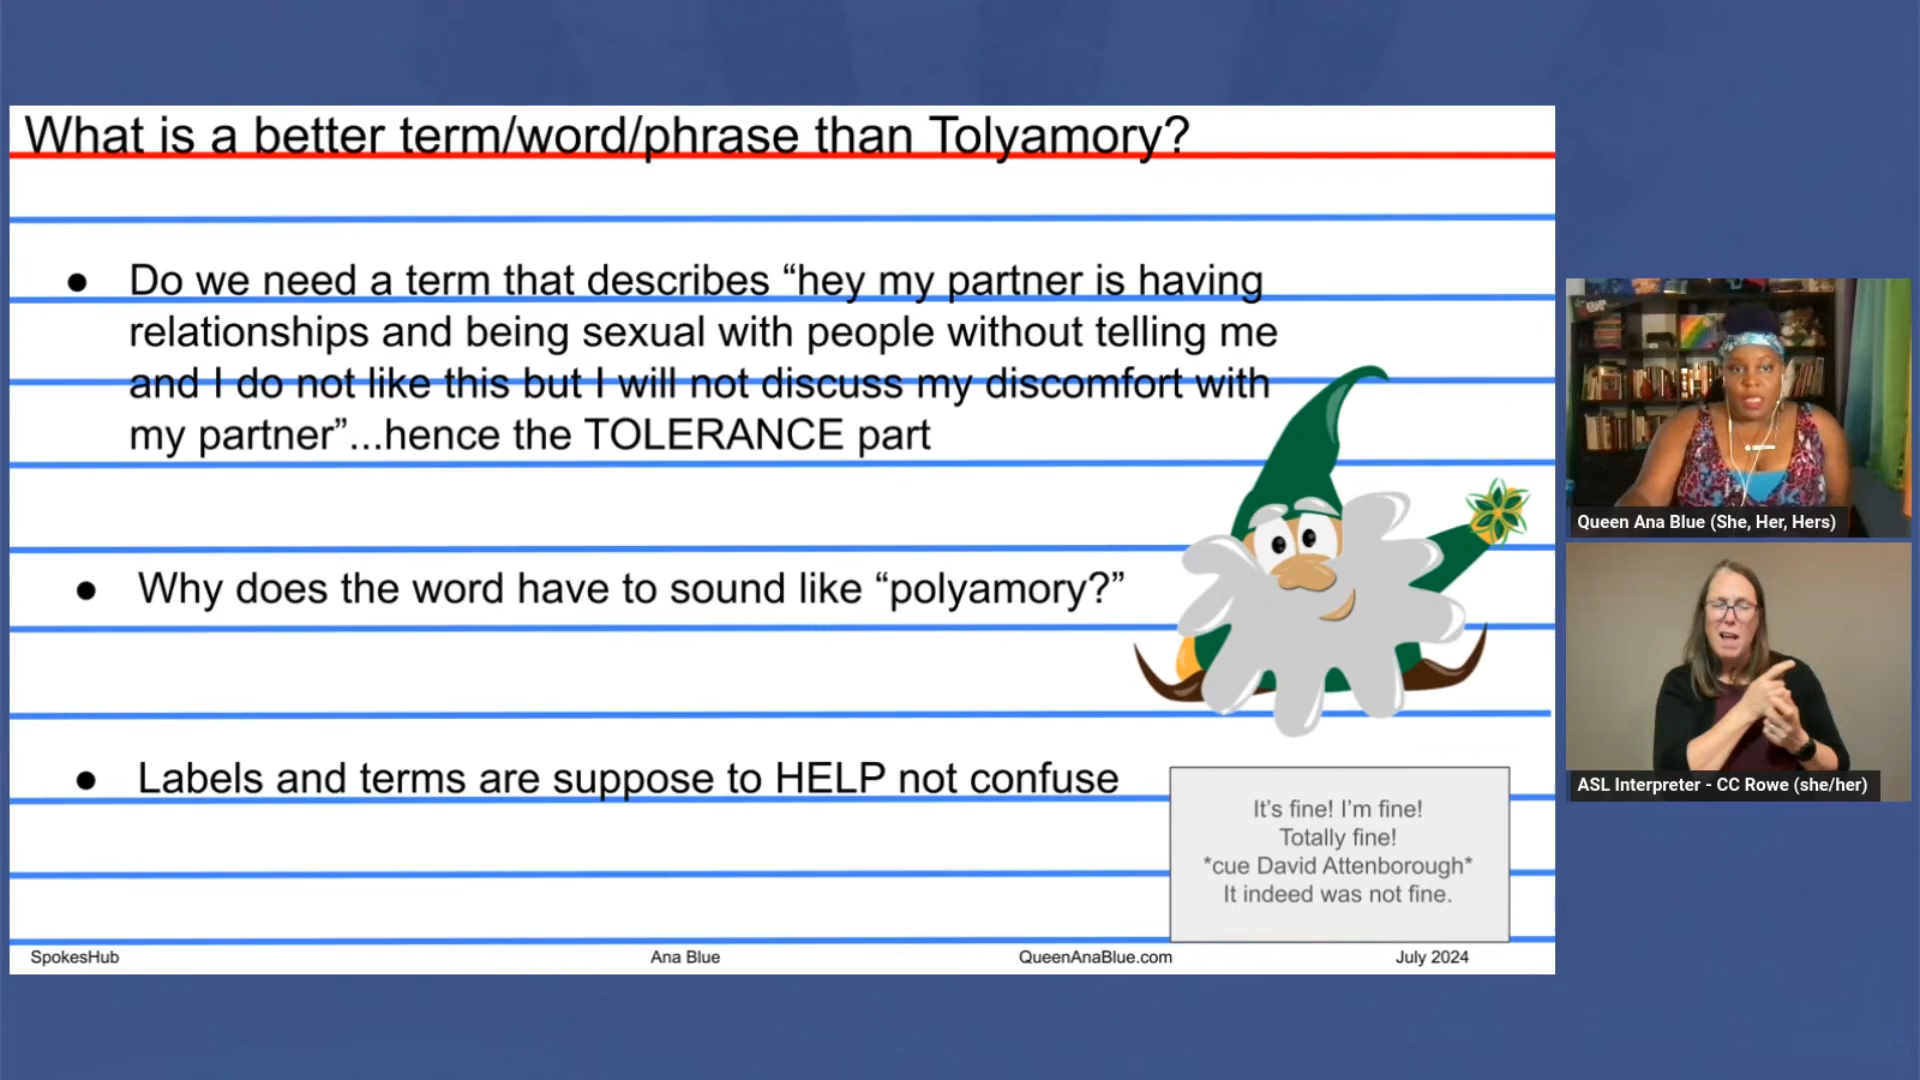 What is a better term/word/phrase than Tolyamory?
● Do we need a term that describes “hey my partner is having
relationships and being sexual with people without telling me
and I do not like this but I will not discuss my discomfort with
my partner”...hence the TOLERANCE part
● Why does the word have to sound like “polyamory?”
● Labels and terms are suppose to HELP not confuse
It’s fine! I’m fine!
Totally fine!
*cue David Attenborough*
It indeed was not fine.
SpokesHub
Ana Blue
QueenAnaBlue.com
July 2024
Queen Ana Blue (She, Her, Hers)
ASL Interpreter - CC Rowe (she/her)